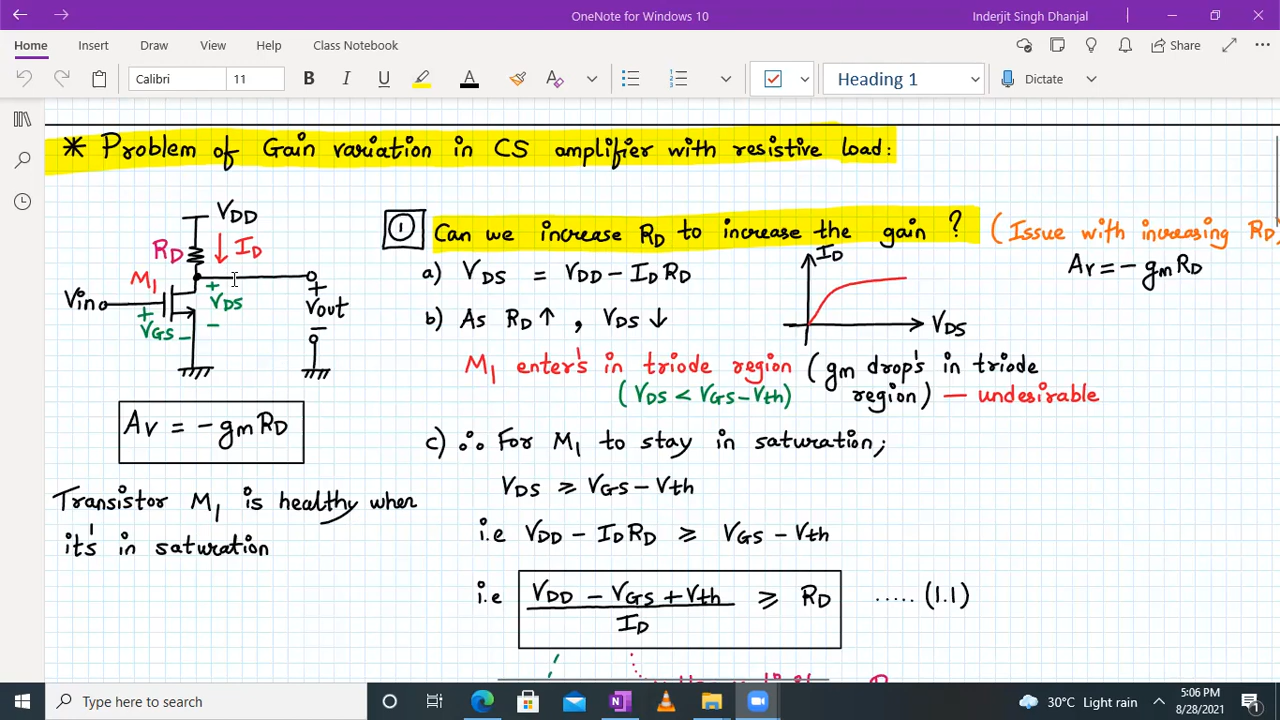 OneNote for Windows 10
Inderjit Singh Dhanjal
Home Insert Draw View Help Class Notebook
Share
Calibri 11 B I U A Heading 1 Dictate
* Problem of Gain variation in CS amplifier with resistive load:
① Can we increase RD to increase the gain ? (Issue with increasing RD)
Av = - gm RD
VDD
RD ID
M1
Vin
+ VGS -
+ VDS -
+ Vout -
Av = - gm RD
Transistor M1 is healthy when
it's in saturation
a) VDS = VDD - ID RD
ID
VDS
b) As RD ↑ , VDS ↓
M1 enter's in triode region (gm drop's in triode
(VDS < VGS - Vth) region) — undesirable
c) ∴ For M1 to stay in saturation;
VDS ⩾ VGS - Vth
i.e VDD - ID RD ⩾ VGS - Vth
i.e VDD - VGS + Vth / ID ⩾ RD ..... (1.1)
Type here to search
30°C Light rain
5:06 PM
8/28/2021
1